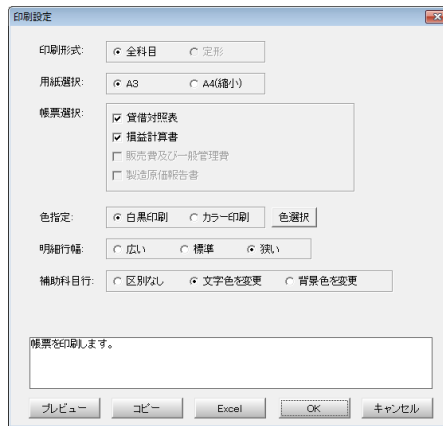 印刷設定
印刷形式: 全科目 定形
用紙選択: A3 A4(縮小)
帳票選択: 貸借対照表
損益計算書
販売費及び一般管理費
製造原価報告書
色指定: 白黒印刷 カラー印刷 色選択
明細行幅: 広い 標準 狭い
補助科目行: 区別なし 文字色を変更 背景色を変更
帳票を印刷します。
プレビュー コピー Excel OK キャンセル